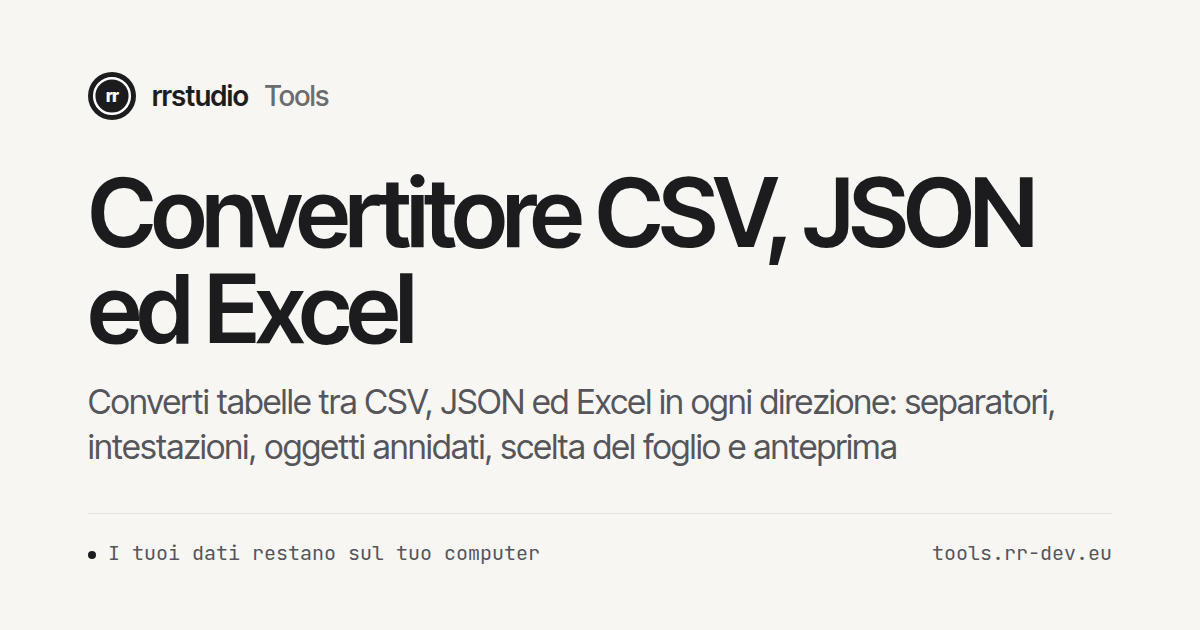 rr
rrstudio Tools
Convertitore CSV, JSON
ed Excel
Converti tabelle tra CSV, JSON ed Excel in ogni direzione: separatori,
intestazioni, oggetti annidati, scelta del foglio e anteprima
I tuoi dati restano sul tuo computer
tools.rr-dev.eu